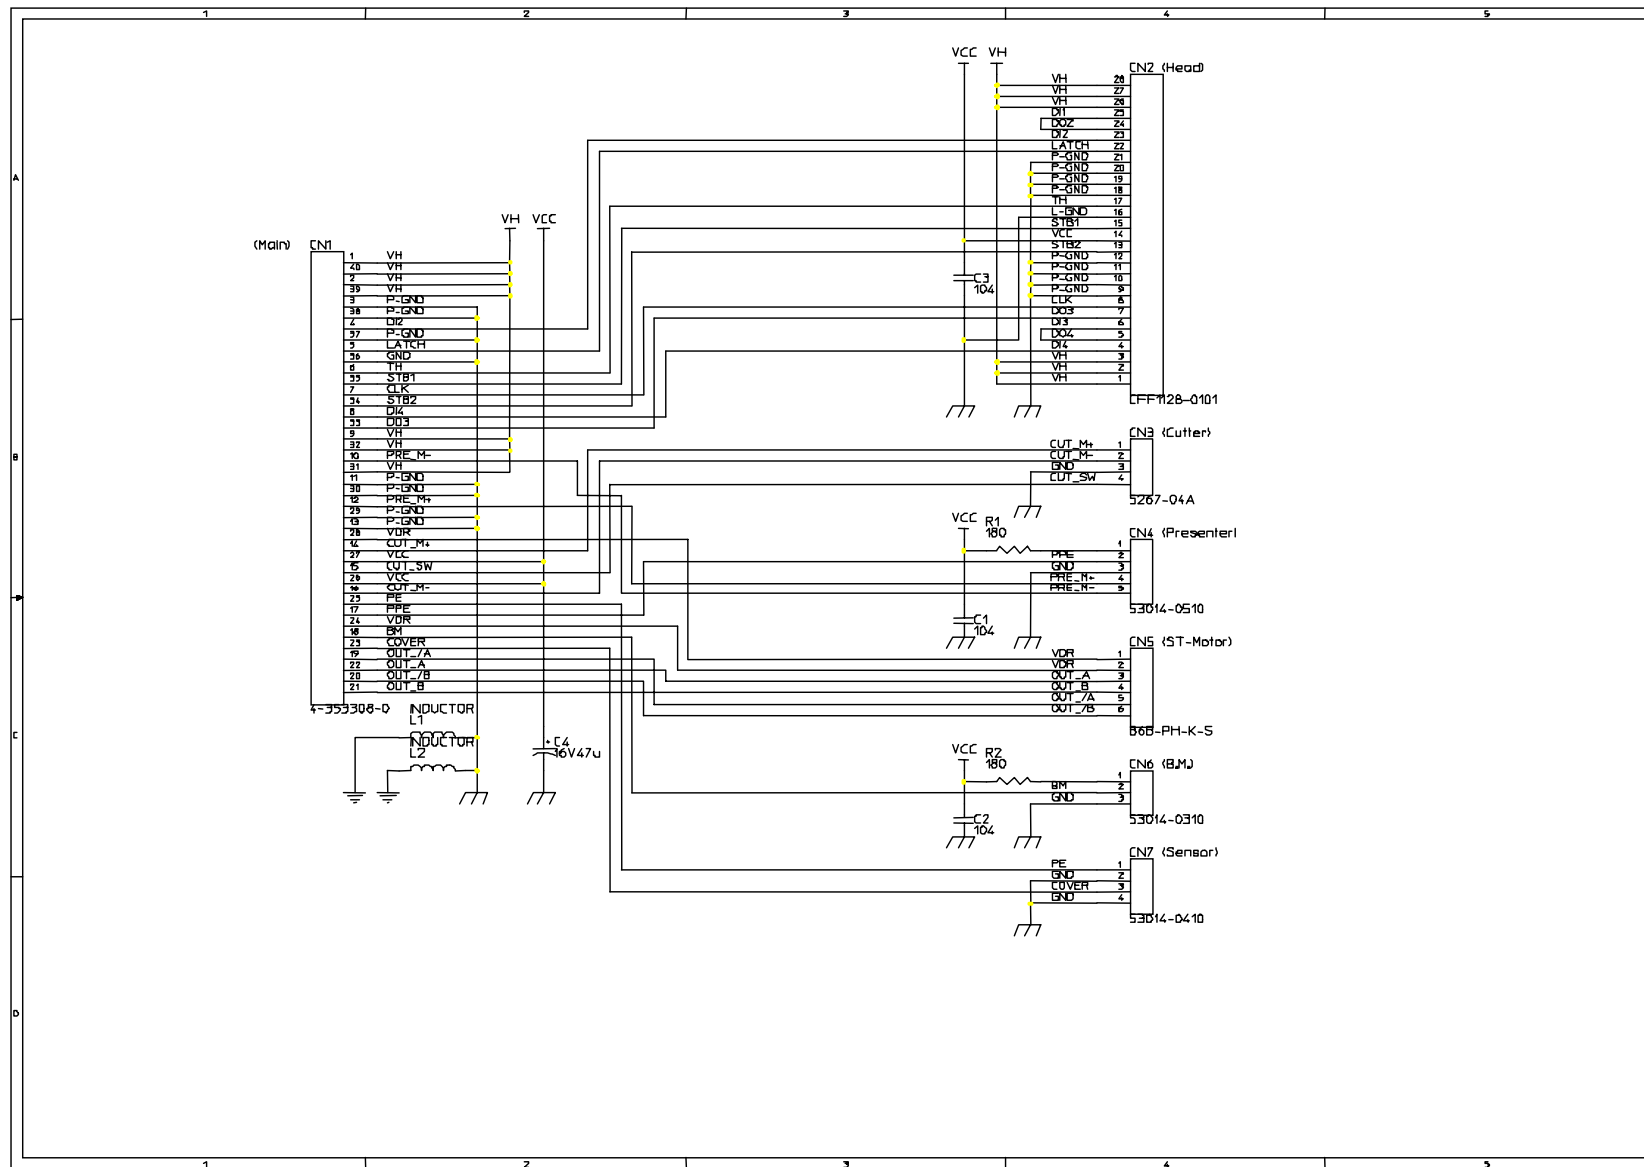 1 2 3 4 5
A
B
C
D
VCC VH
CN2 (Head)
VH 28
VH 27
VH 26
DI1 25
DO2 24
DI2 23
LATCH 22
P-GND 21
P-GND 20
P-GND 19
P-GND 18
TH 17
L-GND 16
STB1 15
VCC 14
STB2 13
P-GND 12
P-GND 11
P-GND 10
P-GND 9
CLK 8
DO3 7
DI3 6
DO4 5
DI4 4
VH 3
VH 2
VH 1
CFF1128-0101
C3
104
VH VCC
(Main) CN1
1 VH
40 VH
2 VH
39 VH
3 P-GND
38 P-GND
4 DI2
37 P-GND
5 LATCH
36 GND
6 TH
35 STB1
7 CLK
34 STB2
8 DI4
33 DO3
9 VH
32 VH
10 PRE_M-
31 VH
11 P-GND
30 P-GND
12 PRE_M+
29 P-GND
13 P-GND
28 VDR
14 CUT_M+
27 VCC
15 CUT_SW
26 VCC
16 CUT_M-
25 PE
17 PPE
24 VDR
18 BM
23 COVER
19 OUT_/A
22 OUT_A
20 OUT_/B
21 OUT_B
4-353308-0
INDUCTOR
L1
INDUCTOR
L2
+ C4
16V47u
CN3 (Cutter)
CUT_M+ 1
CUT_M- 2
GND 3
CUT_SW 4
5267-04A
VCC R1
180
CN4 (Presenter)
1
PPE 2
GND 3
PRE_M+ 4
PRE_M- 5
53014-0510
C1
104
CN5 (ST-Motor)
VDR 1
VDR 2
OUT_A 3
OUT_B 4
OUT_/A 5
OUT_/B 6
B6B-PH-K-S
VCC R2
180
CN6 (B.M.)
1
BM 2
GND 3
53014-0310
C2
104
CN7 (Sensor)
PE 1
GND 2
COVER 3
GND 4
53014-0410
1 2 3 4 5